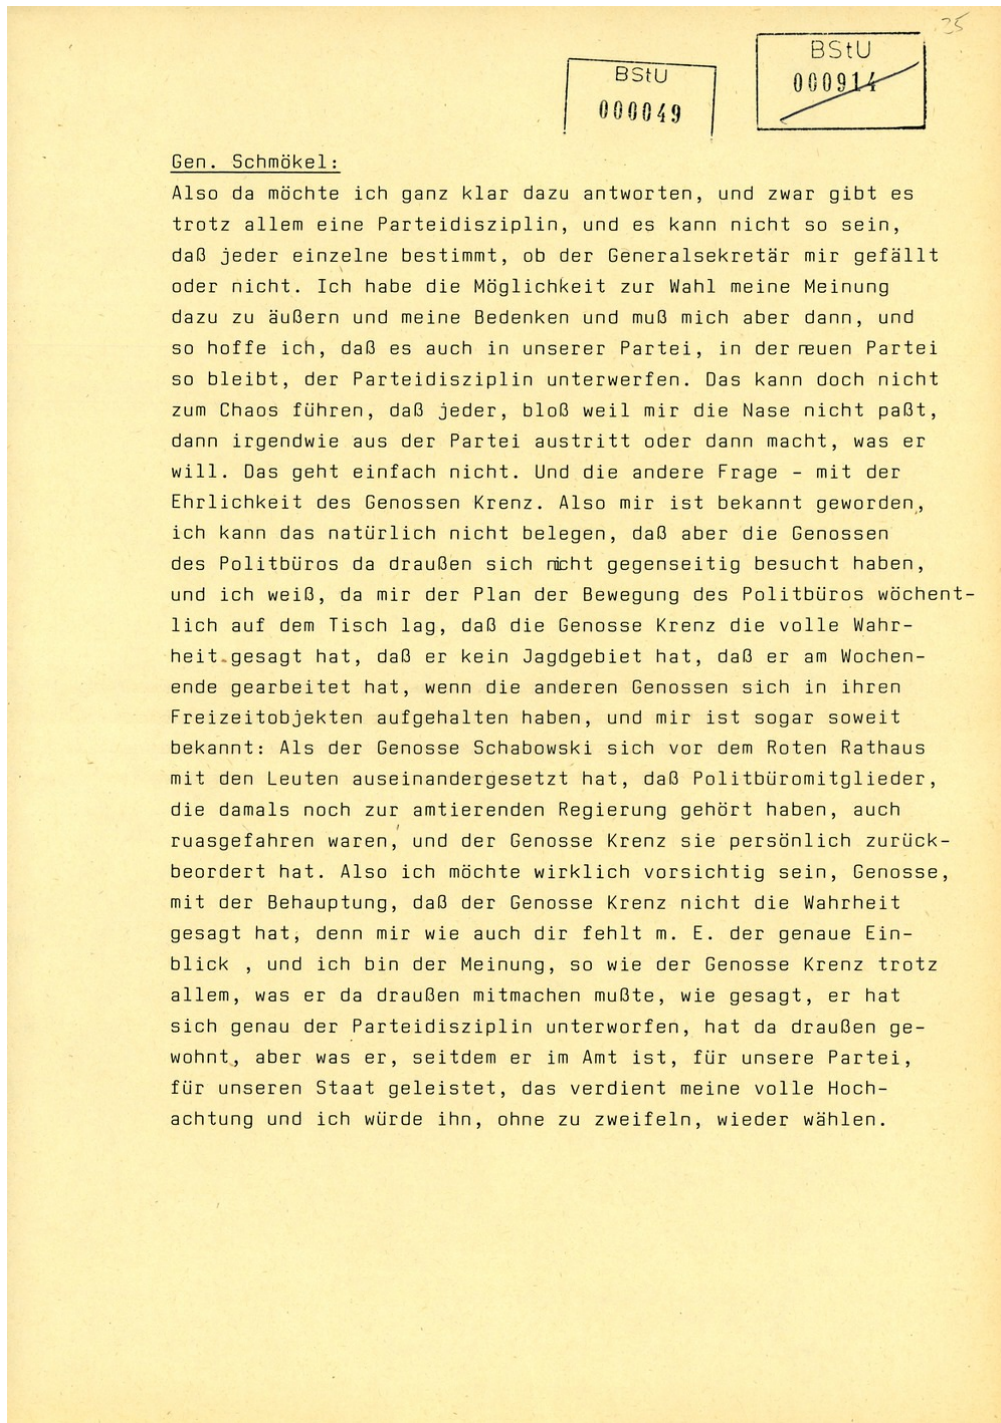 35
BStU
000914
BStU
000049
Gen. Schmökel:
Also da möchte ich ganz klar dazu antworten, und zwar gibt es
trotz allem eine Parteidisziplin, und es kann nicht so sein,
daß jeder einzelne bestimmt, ob der Generalsekretär mir gefällt
oder nicht. Ich habe die Möglichkeit zur Wahl meine Meinung
dazu zu äußern und meine Bedenken und muß mich aber dann, und
so hoffe ich, daß es auch in unserer Partei, in der neuen Partei
so bleibt, der Parteidisziplin unterwerfen. Das kann doch nicht
zum Chaos führen, daß jeder, bloß weil mir die Nase nicht paßt,
dann irgendwie aus der Partei austritt oder dann macht, was er
will. Das geht einfach nicht. Und die andere Frage - mit der
Ehrlichkeit des Genossen Krenz. Also mir ist bekannt geworden,
ich kann das natürlich nicht belegen, daß aber die Genossen
des Politbüros da draußen sich nicht gegenseitig besucht haben,
und ich weiß, da mir der Plan der Bewegung des Politbüros wöchent-
lich auf dem Tisch lag, daß die Genosse Krenz die volle Wahr-
heit gesagt hat, daß er kein Jagdgebiet hat, daß er am Wochen-
ende gearbeitet hat, wenn die anderen Genossen sich in ihren
Freizeitobjekten aufgehalten haben, und mir ist sogar soweit
bekannt: Als der Genosse Schabowski sich vor dem Roten Rathaus
mit den Leuten auseinandergesetzt hat, daß Politbüromitglieder,
die damals noch zur amtierenden Regierung gehört haben, auch
ruasgefahren waren, und der Genosse Krenz sie persönlich zurück-
beordert hat. Also ich möchte wirklich vorsichtig sein, Genosse,
mit der Behauptung, daß der Genosse Krenz nicht die Wahrheit
gesagt hat, denn mir wie auch dir fehlt m. E. der genaue Ein-
blick , und ich bin der Meinung, so wie der Genosse Krenz trotz
allem, was er da draußen mitmachen mußte, wie gesagt, er hat
sich genau der Parteidisziplin unterworfen, hat da draußen ge-
wohnt, aber was er, seitdem er im Amt ist, für unsere Partei,
für unseren Staat geleistet, das verdient meine volle Hoch-
achtung und ich würde ihn, ohne zu zweifeln, wieder wählen.